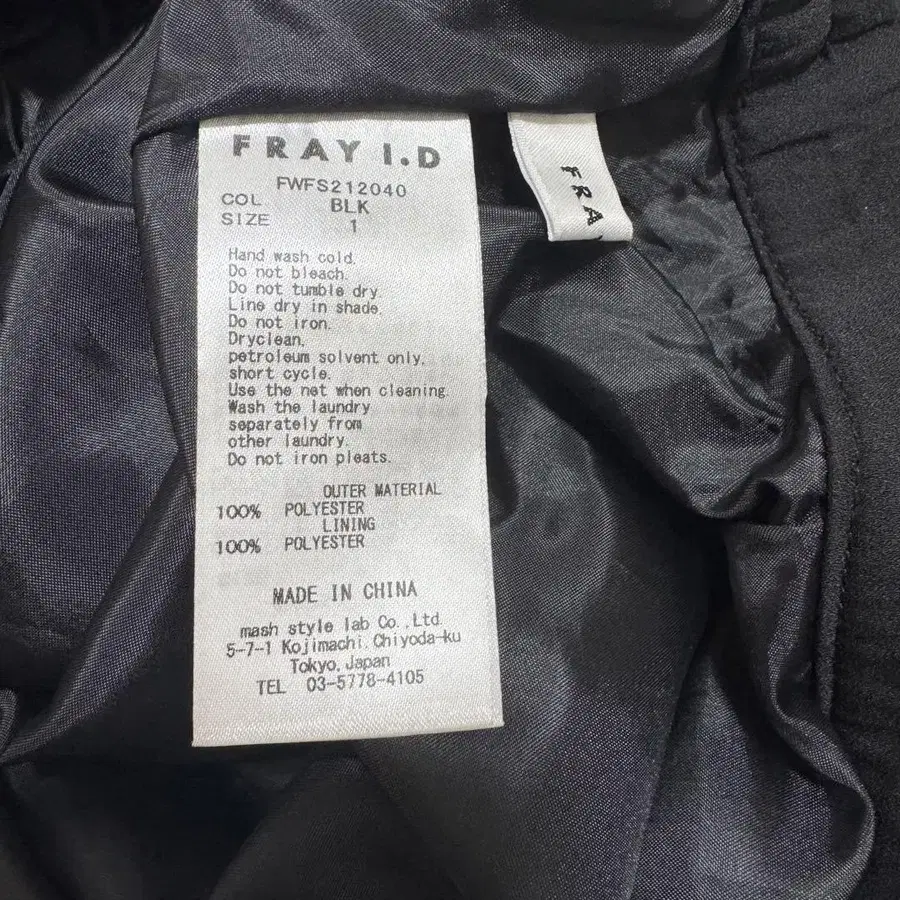 FRAY I.D
FWFS212040
COL BLK
SIZE 1
Hand wash cold.
Do not bleach.
Do not tumble dry.
Line dry in shade.
Do not iron.
Dryclean.
petroleum solvent only.
short cycle.
Use the net when cleaning.
Wash the laundry
separately from
other laundry.
Do not iron pleats.
OUTER MATERIAL
100% POLYESTER
LINING
100% POLYESTER
MADE IN CHINA
mash style lab Co.,Ltd.
5-7-1 Kojimachi,Chiyoda-ku
Tokyo,Japan
TEL 03-5778-4105
FRA